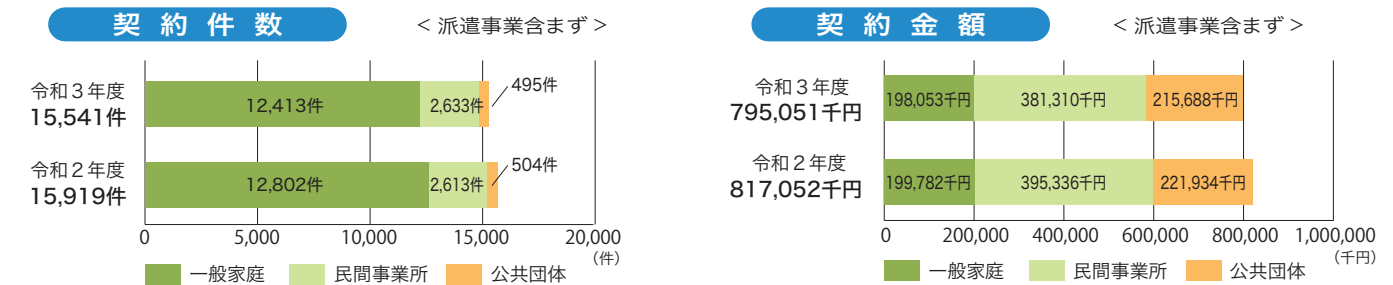 契約件数
＜派遣事業含まず＞
令和３年度
15,541件
12,413件
2,633件
495件
令和２年度
15,919件
12,802件
2,613件
504件
0 5,000 10,000 15,000 20,000
（件）
一般家庭 民間事業所 公共団体
契約金額
＜派遣事業含まず＞
令和３年度
795,051千円
198,053千円
381,310千円
215,688千円
令和２年度
817,052千円
199,782千円
395,336千円
221,934千円
0 200,000 400,000 600,000 800,000 1,000,000
（千円）
一般家庭 民間事業所 公共団体